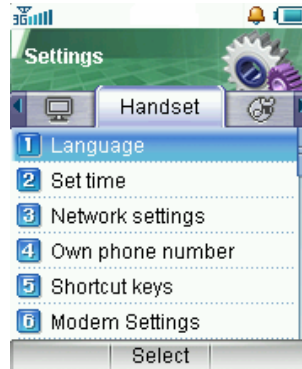 3G
Settings
Handset
1 Language
2 Set time
3 Network settings
4 Own phone number
5 Shortcut keys
6 Modem Settings
Select